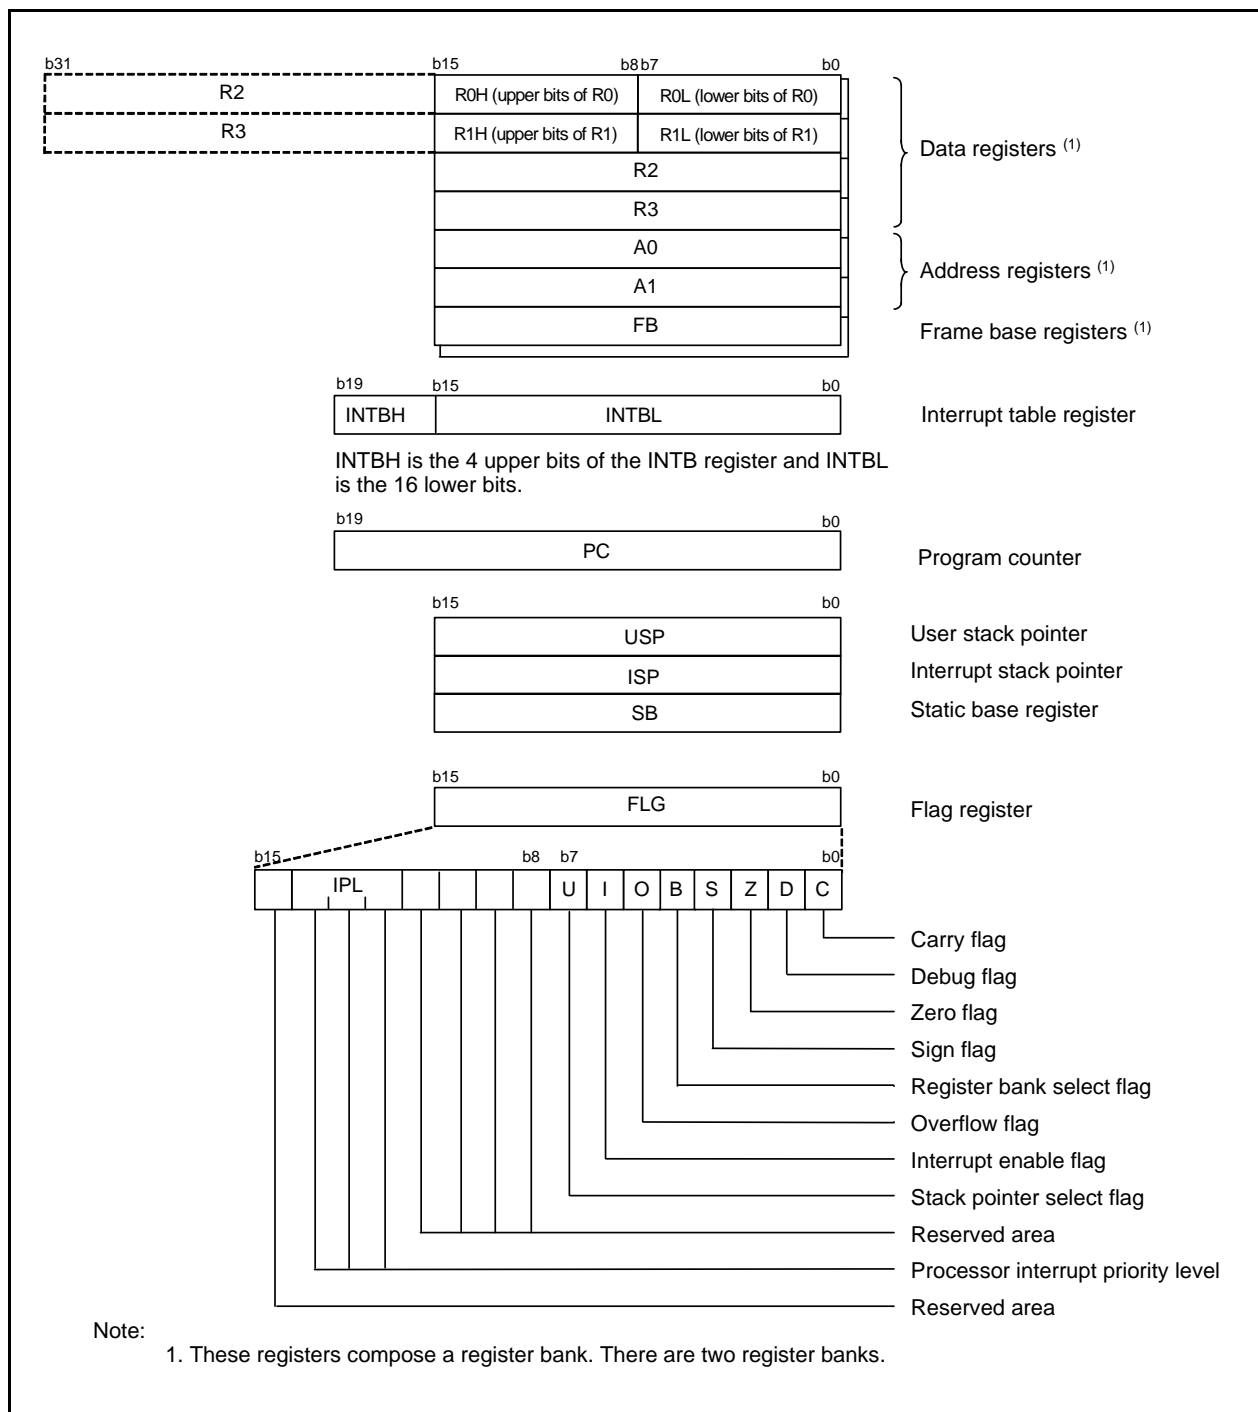 b31 b15 b8 b7 b0
R2 R0H (upper bits of R0) R0L (lower bits of R0)
R3 R1H (upper bits of R1) R1L (lower bits of R1)
Data registers (1)
R2
R3
A0
Address registers (1)
A1
FB Frame base registers (1)
b19 b15 b0
INTBH INTBL Interrupt table register
INTBH is the 4 upper bits of the INTB register and INTBL
is the 16 lower bits.
b19 b0
PC Program counter
b15 b0
USP User stack pointer
ISP Interrupt stack pointer
SB Static base register
b15 b0
FLG Flag register
b15 b8 b7 b0
IPL U I O B S Z D C
Carry flag
Debug flag
Zero flag
Sign flag
Register bank select flag
Overflow flag
Interrupt enable flag
Stack pointer select flag
Reserved area
Processor interrupt priority level
Reserved area
Note:
1. These registers compose a register bank. There are two register banks.